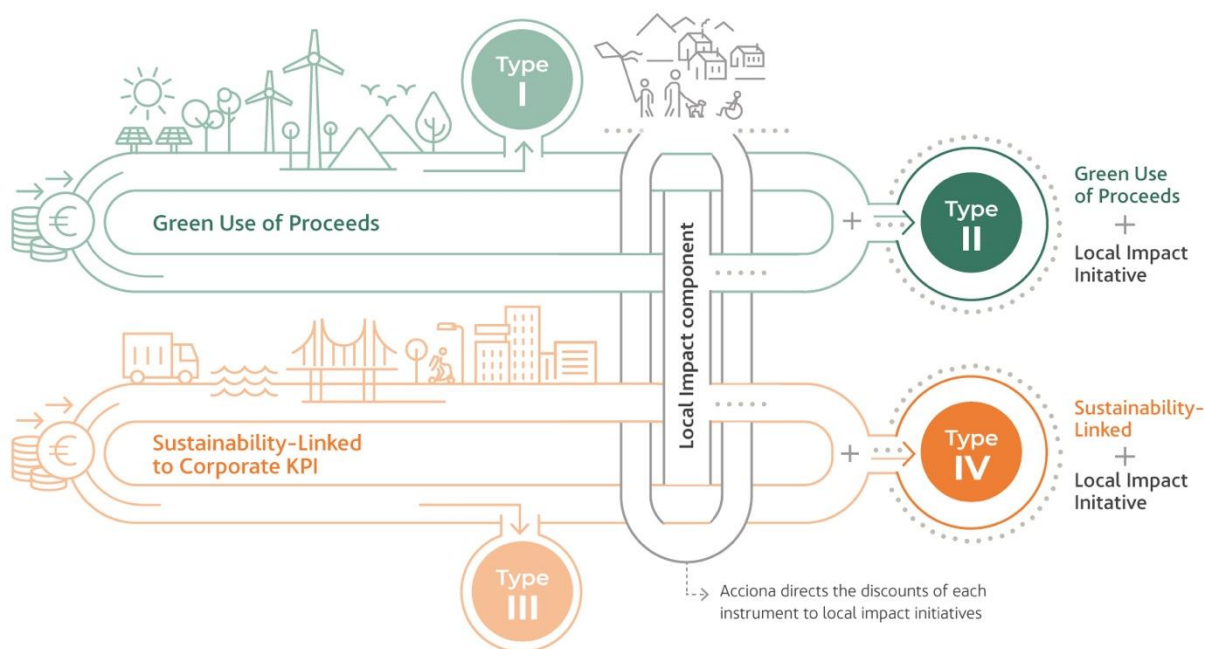 Type
I
Green Use of Proceeds
€
+
Type
II
Green Use
of Proceeds
+
Local Impact
Initative
Local Impact component
Sustainability-Linked
to Corporate KPI
€
+
Type
IV
Sustainability-
Linked
+
Local Impact
Initative
Type
III
Acciona directs the discounts of each
instrument to local impact initiatives